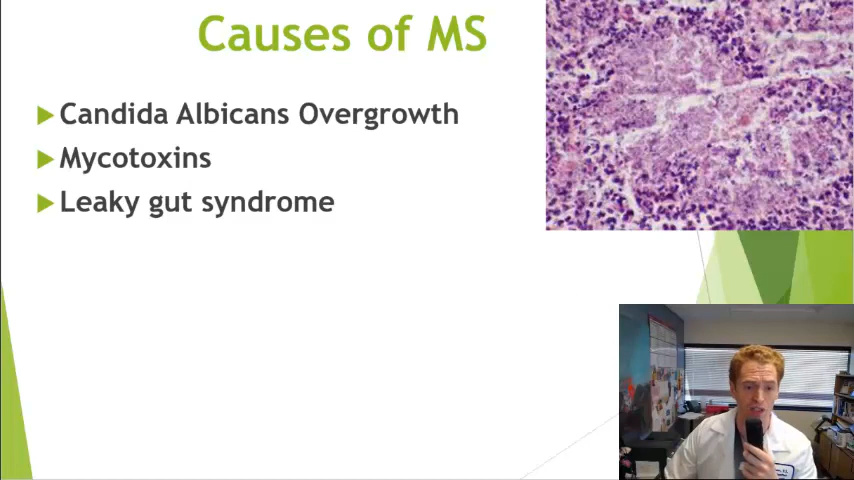 Causes of MS
Candida Albicans Overgrowth
Mycotoxins
Leaky gut syndrome